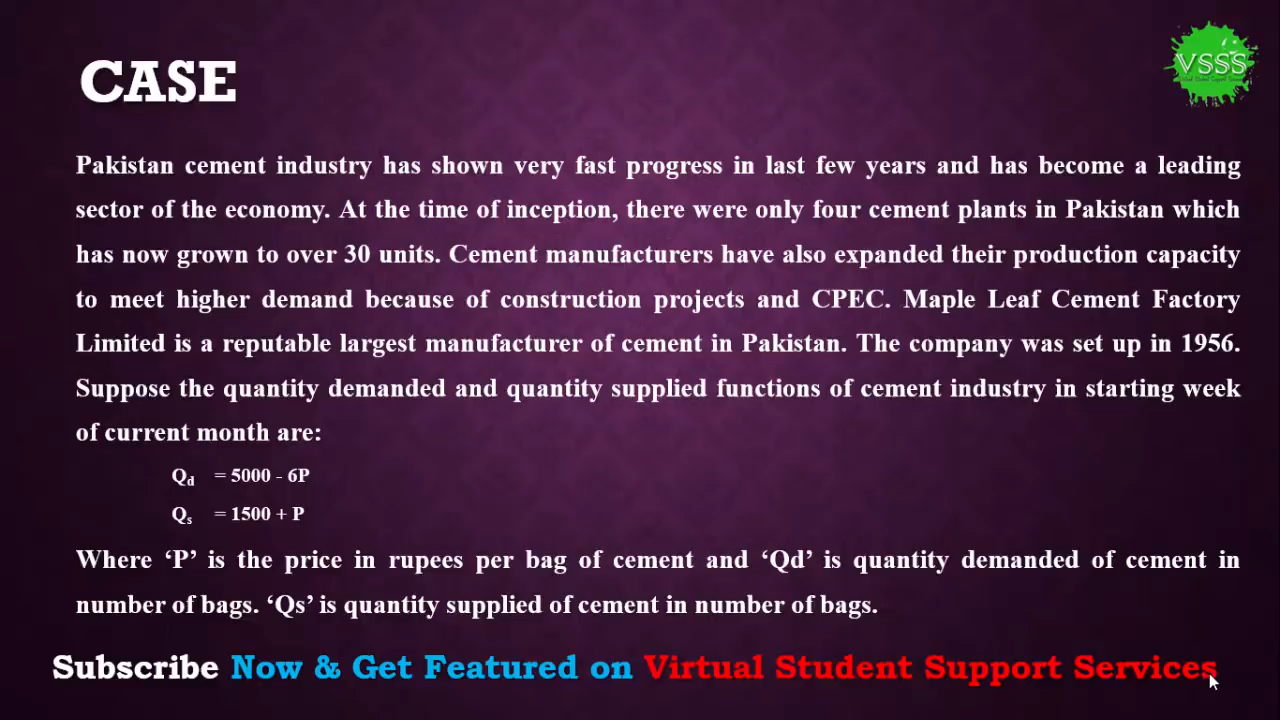 CASE
VSSS
Pakistan cement industry has shown very fast progress in last few years and has become a leading
sector of the economy. At the time of inception, there were only four cement plants in Pakistan which
has now grown to over 30 units. Cement manufacturers have also expanded their production capacity
to meet higher demand because of construction projects and CPEC. Maple Leaf Cement Factory
Limited is a reputable largest manufacturer of cement in Pakistan. The company was set up in 1956.
Suppose the quantity demanded and quantity supplied functions of cement industry in starting week
of current month are:
Qd = 5000 - 6P
Qs = 1500 + P
Where ‘P’ is the price in rupees per bag of cement and ‘Qd’ is quantity demanded of cement in
number of bags. ‘Qs’ is quantity supplied of cement in number of bags.
Subscribe Now & Get Featured on Virtual Student Support Services